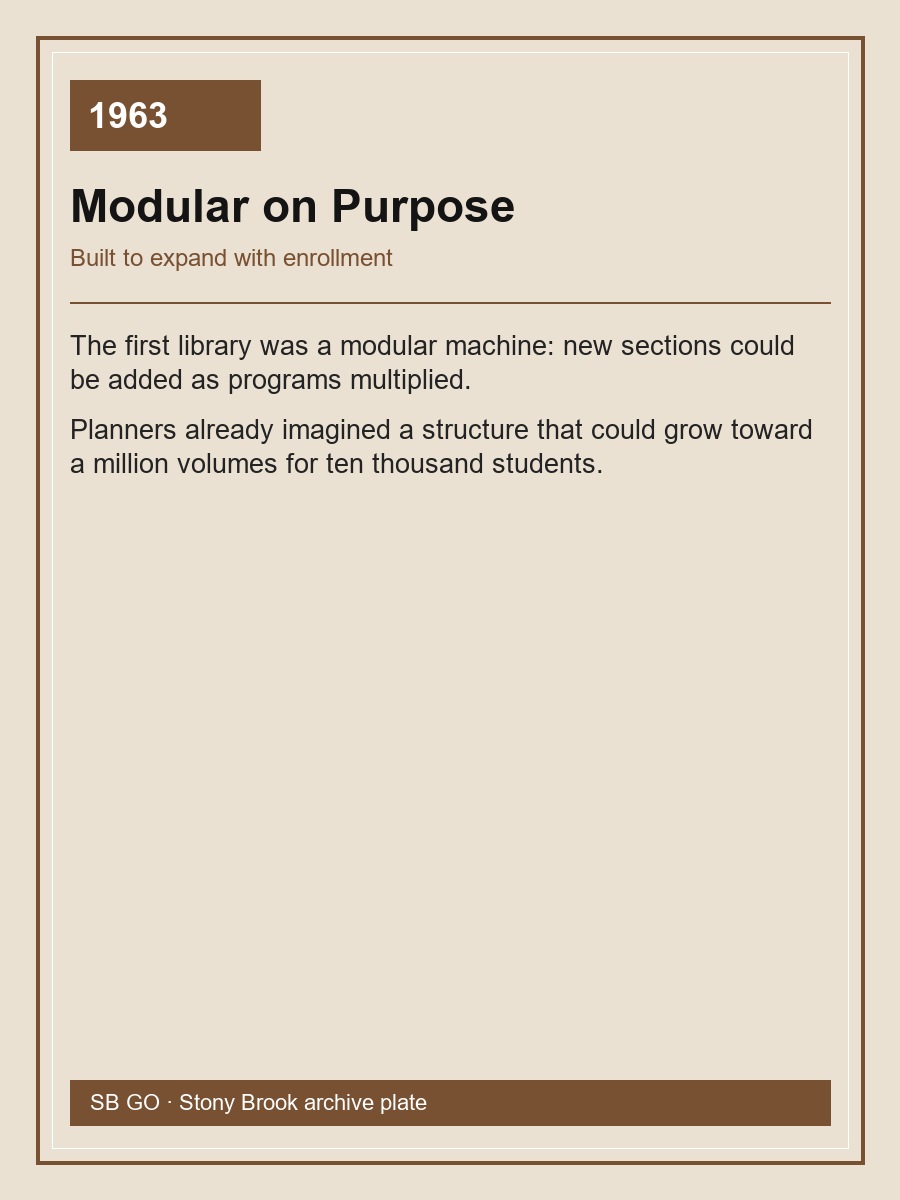 1963
Modular on Purpose
Built to expand with enrollment
The first library was a modular machine: new sections could
be added as programs multiplied.
Planners already imagined a structure that could grow toward
a million volumes for ten thousand students.
SB GO · Stony Brook archive plate